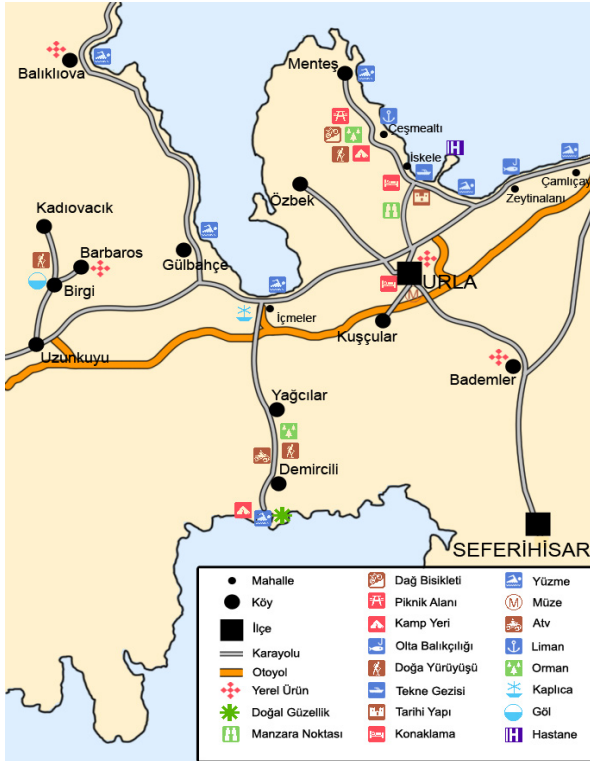 Balıklıova
Menteş
Çeşmealtı
İskele
H
Çamlıçay
Zeytinalanı
Özbek
Kadıovacık
Barbaros
Gülbahçe
Birgi
URLA
M
İçmeler
Kuşçular
Uzunkuyu
Bademler
Yağcılar
Demircili
SEFERİHİSAR
Mahalle
Köy
İlçe
Karayolu
Otoyol
Yerel Ürün
Doğal Güzellik
Manzara Noktası
Dağ Bisikleti
Piknik Alanı
Kamp Yeri
Olta Balıkçılığı
Doğa Yürüyüşü
Tekne Gezisi
Tarihi Yapı
Konaklama
Yüzme
M Müze
Atv
Liman
Orman
Kaplıca
Göl
H Hastane